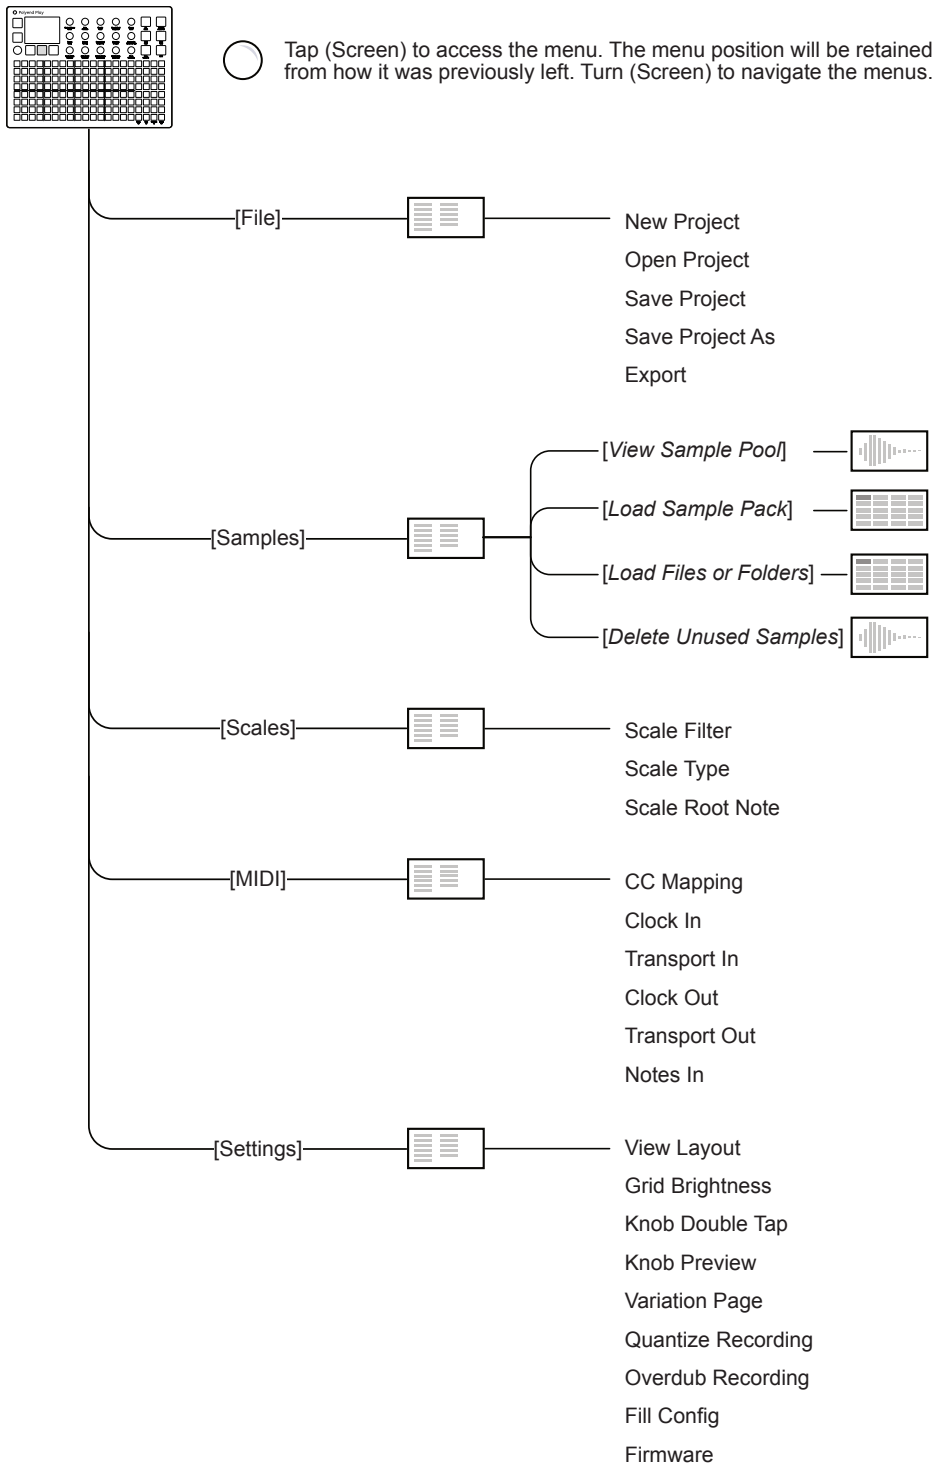 Polyend Play
Tap (Screen) to access the menu. The menu position will be retained
from how it was previously left. Turn (Screen) to navigate the menus.
[File]
New Project
Open Project
Save Project
Save Project As
Export
[Samples]
[View Sample Pool]
[Load Sample Pack]
[Load Files or Folders]
[Delete Unused Samples]
[Scales]
Scale Filter
Scale Type
Scale Root Note
[MIDI]
CC Mapping
Clock In
Transport In
Clock Out
Transport Out
Notes In
[Settings]
View Layout
Grid Brightness
Knob Double Tap
Knob Preview
Variation Page
Quantize Recording
Overdub Recording
Fill Config
Firmware